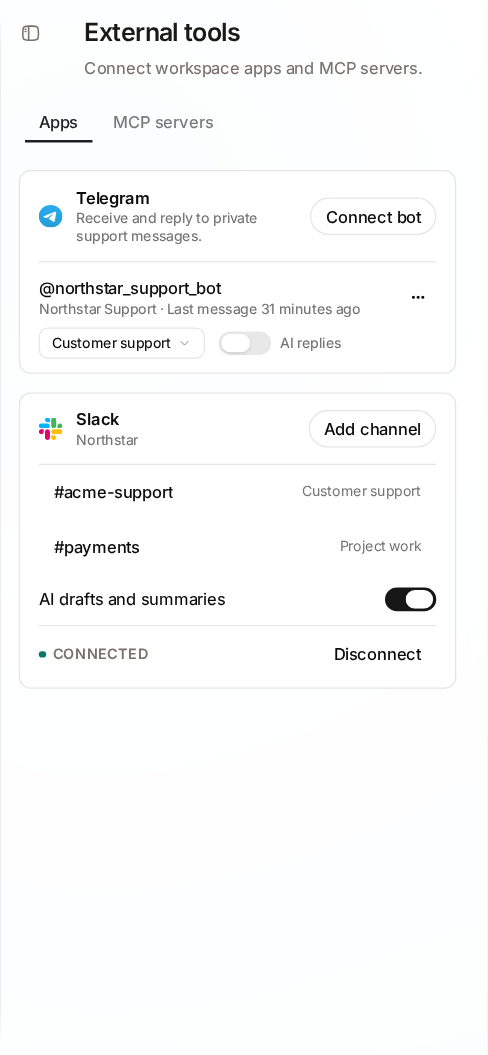 External tools
Connect workspace apps and MCP servers.
Apps
MCP servers
Telegram
Receive and reply to private
support messages.
Connect bot
@northstar_support_bot
Northstar Support · Last message 31 minutes ago
Customer support
AI replies
Slack
Northstar
Add channel
#acme-support
Customer support
#payments
Project work
AI drafts and summaries
CONNECTED
Disconnect